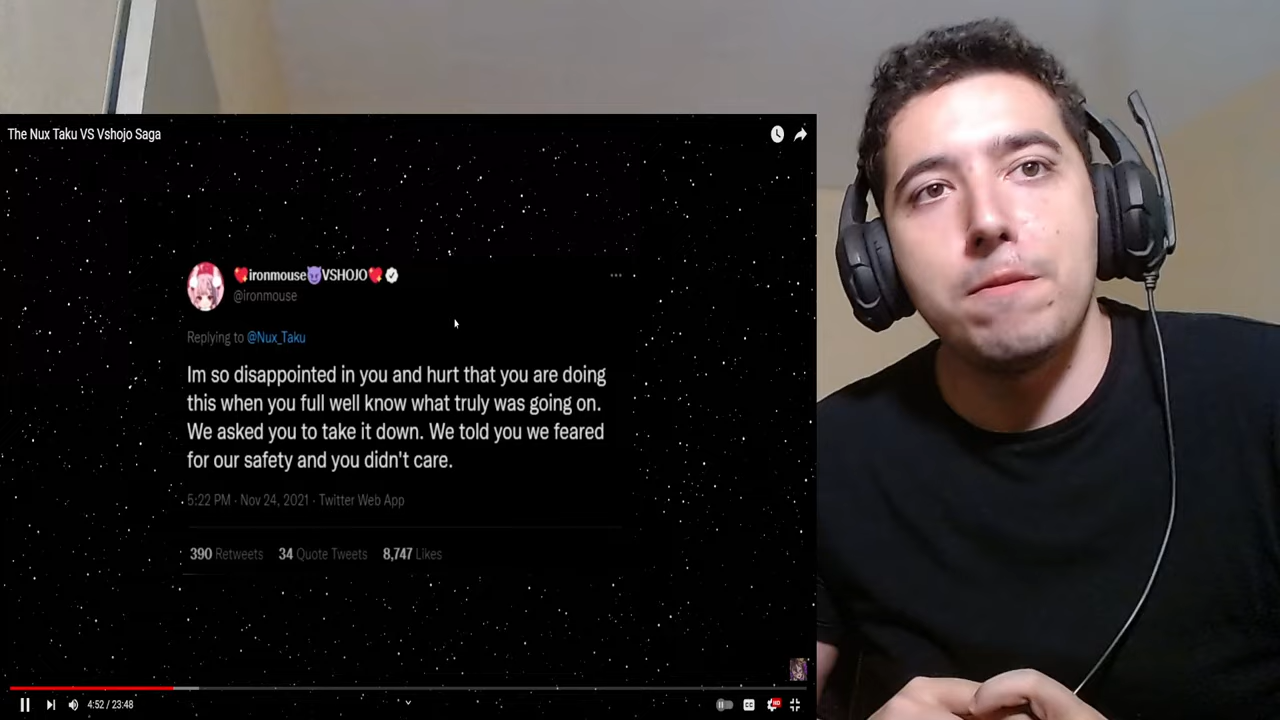 The Nux Taku VS Vshojo Saga
💖ironmouse😈VSHOJO💖
@ironmouse
Replying to @Nux_Taku
Im so disappointed in you and hurt that you are doing
this when you full well know what truly was going on.
We asked you to take it down. We told you we feared
for our safety and you didn't care.
5:22 PM · Nov 24, 2021 · Twitter Web App
390 Retweets 34 Quote Tweets 8,747 Likes
4:52 / 23:48
CC
HD